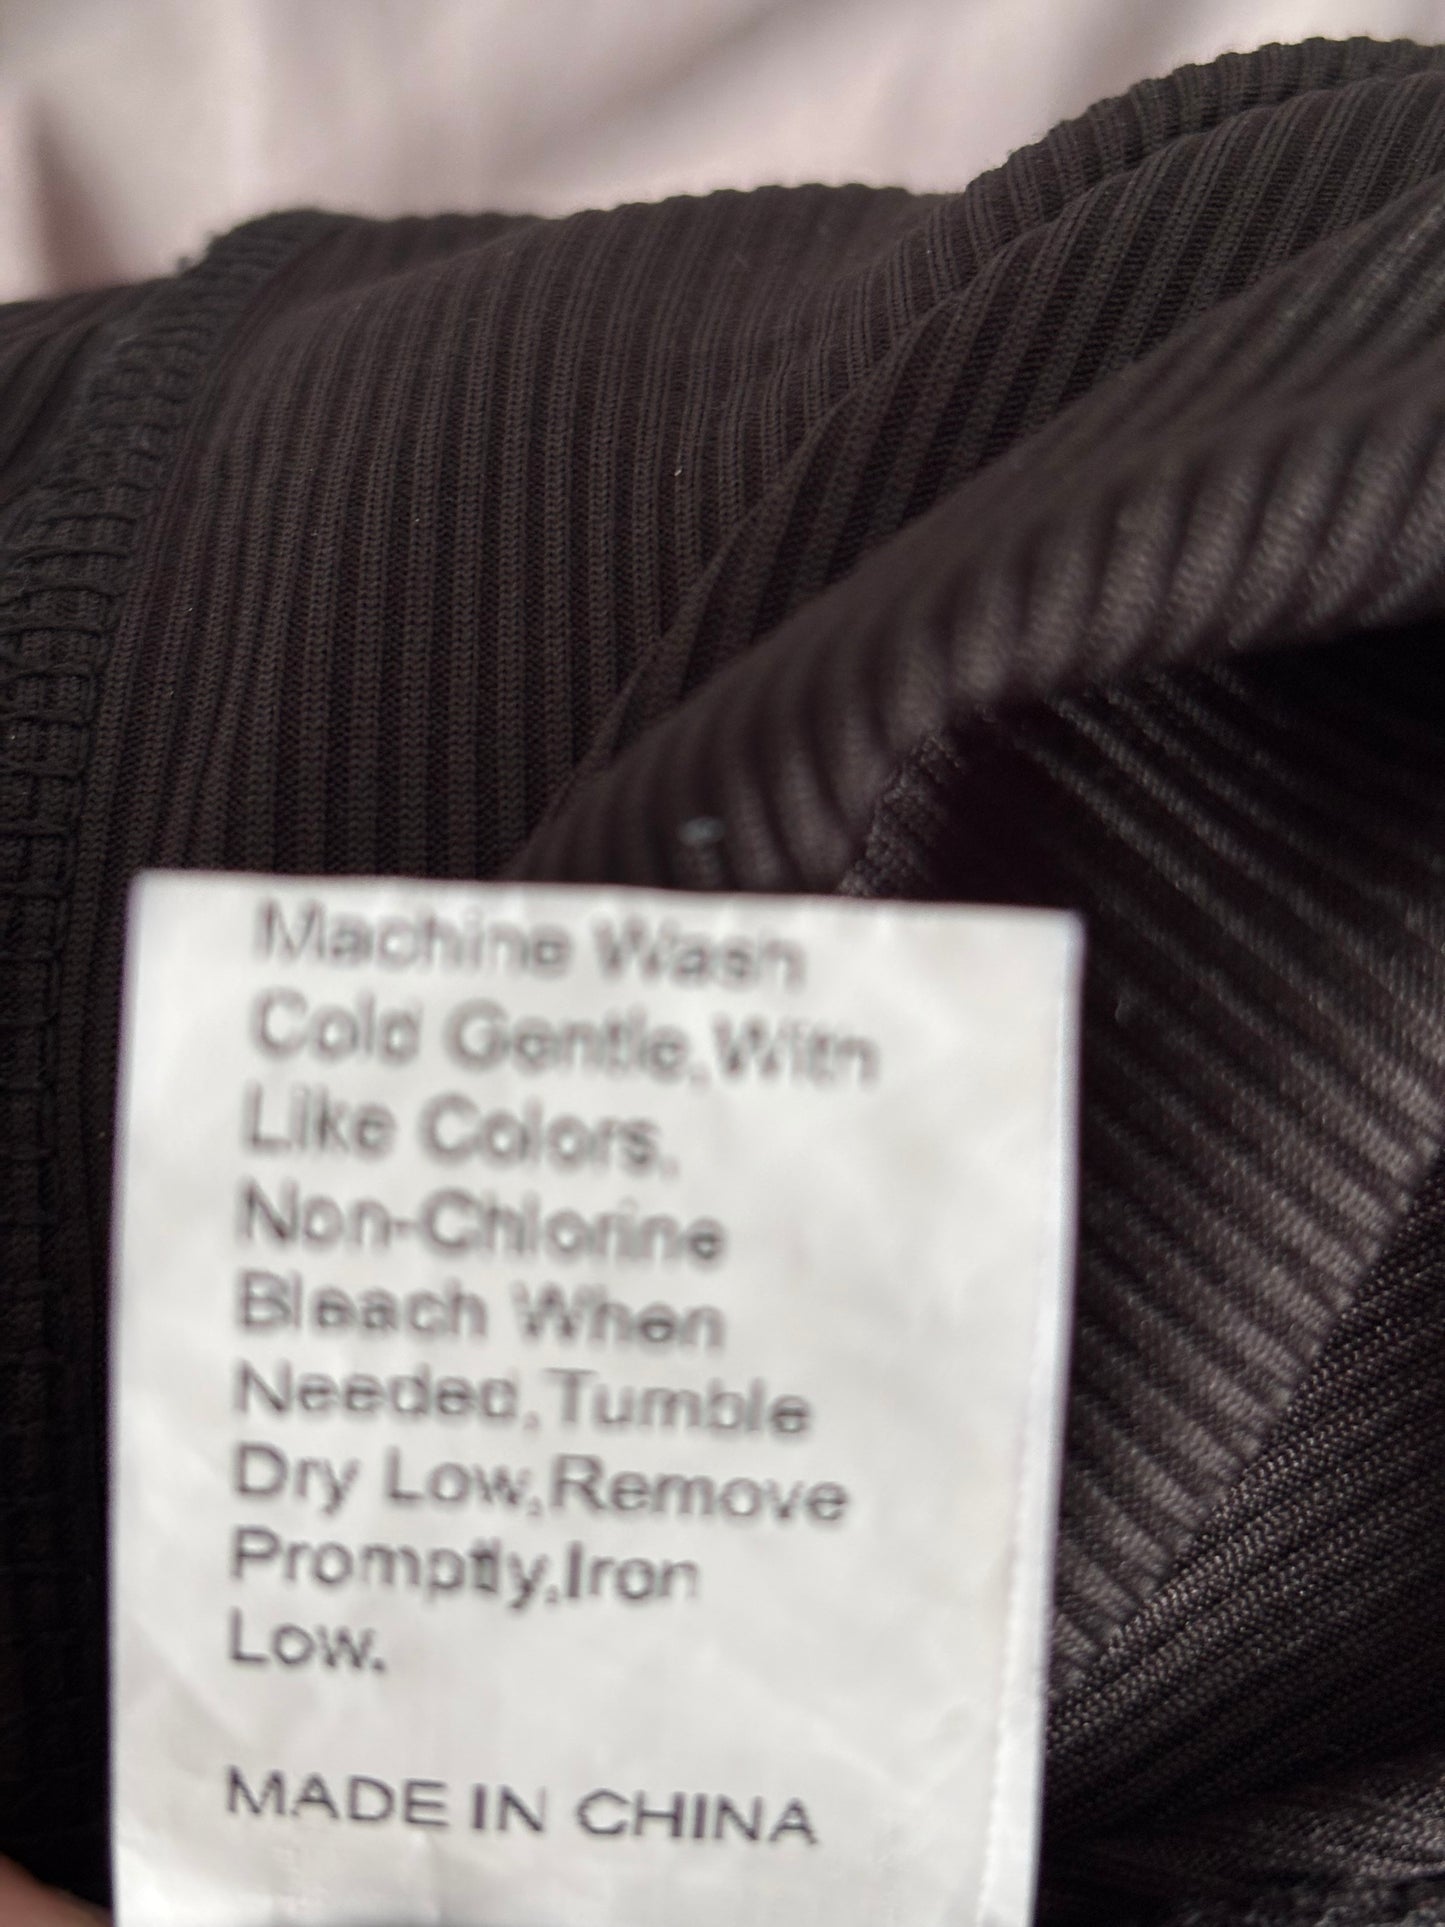 Machine Wash
Cold Gentle,With
Like Colors.
Non-Chlorine
Bleach When
Needed,Tumble
Dry Low,Remove
Promptly,Iron
Low.
MADE IN CHINA